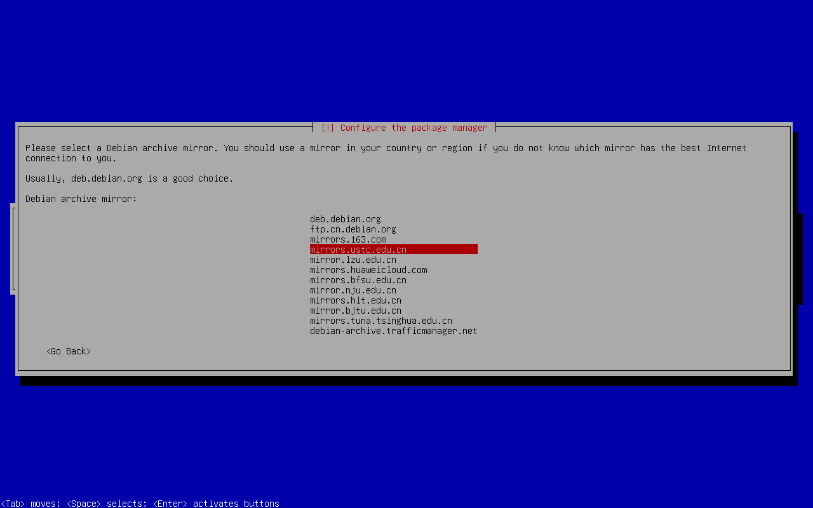 [!] Configure the package manager
Please select a Debian archive mirror. You should use a mirror in your country or region if you do not know which mirror has the best Internet
connection to you.
Usually, deb.debian.org is a good choice.
Debian archive mirror:
deb.debian.org
ftp.cn.debian.org
mirrors.163.com
mirrors.ustc.edu.cn
mirror.lzu.edu.cn
mirrors.huaweicloud.com
mirrors.bfsu.edu.cn
mirror.nju.edu.cn
mirrors.hit.edu.cn
mirror.bjtu.edu.cn
mirrors.tuna.tsinghua.edu.cn
debian-archive.trafficmanager.net
<Go Back>
<Tab> moves; <Space> selects; <Enter> activates buttons